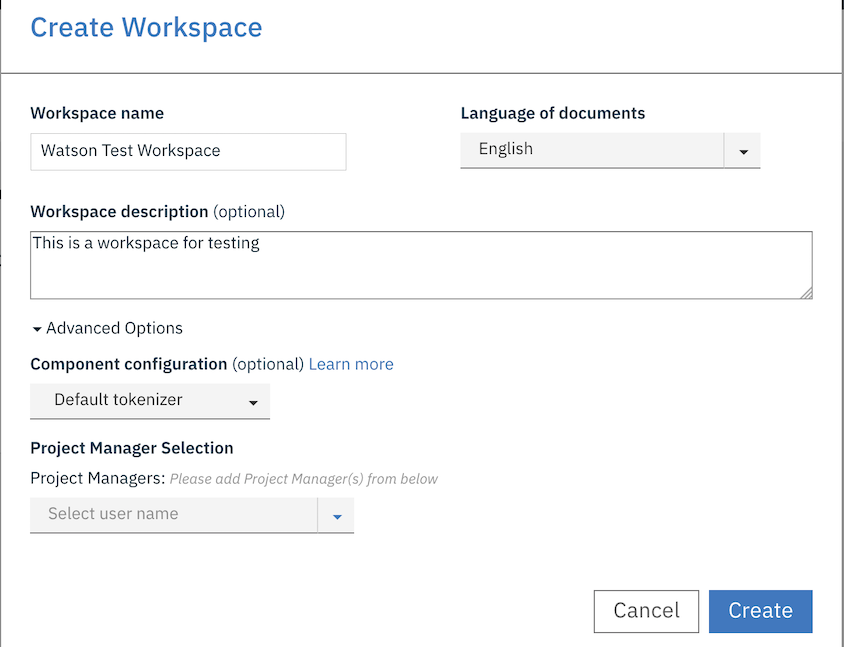 Create Workspace
Workspace name
Language of documents
Watson Test Workspace
English
Workspace description (optional)
This is a workspace for testing
Advanced Options
Component configuration (optional) Learn more
Default tokenizer
Project Manager Selection
Project Managers: Please add Project Manager(s) from below
Select user name
Cancel
Create